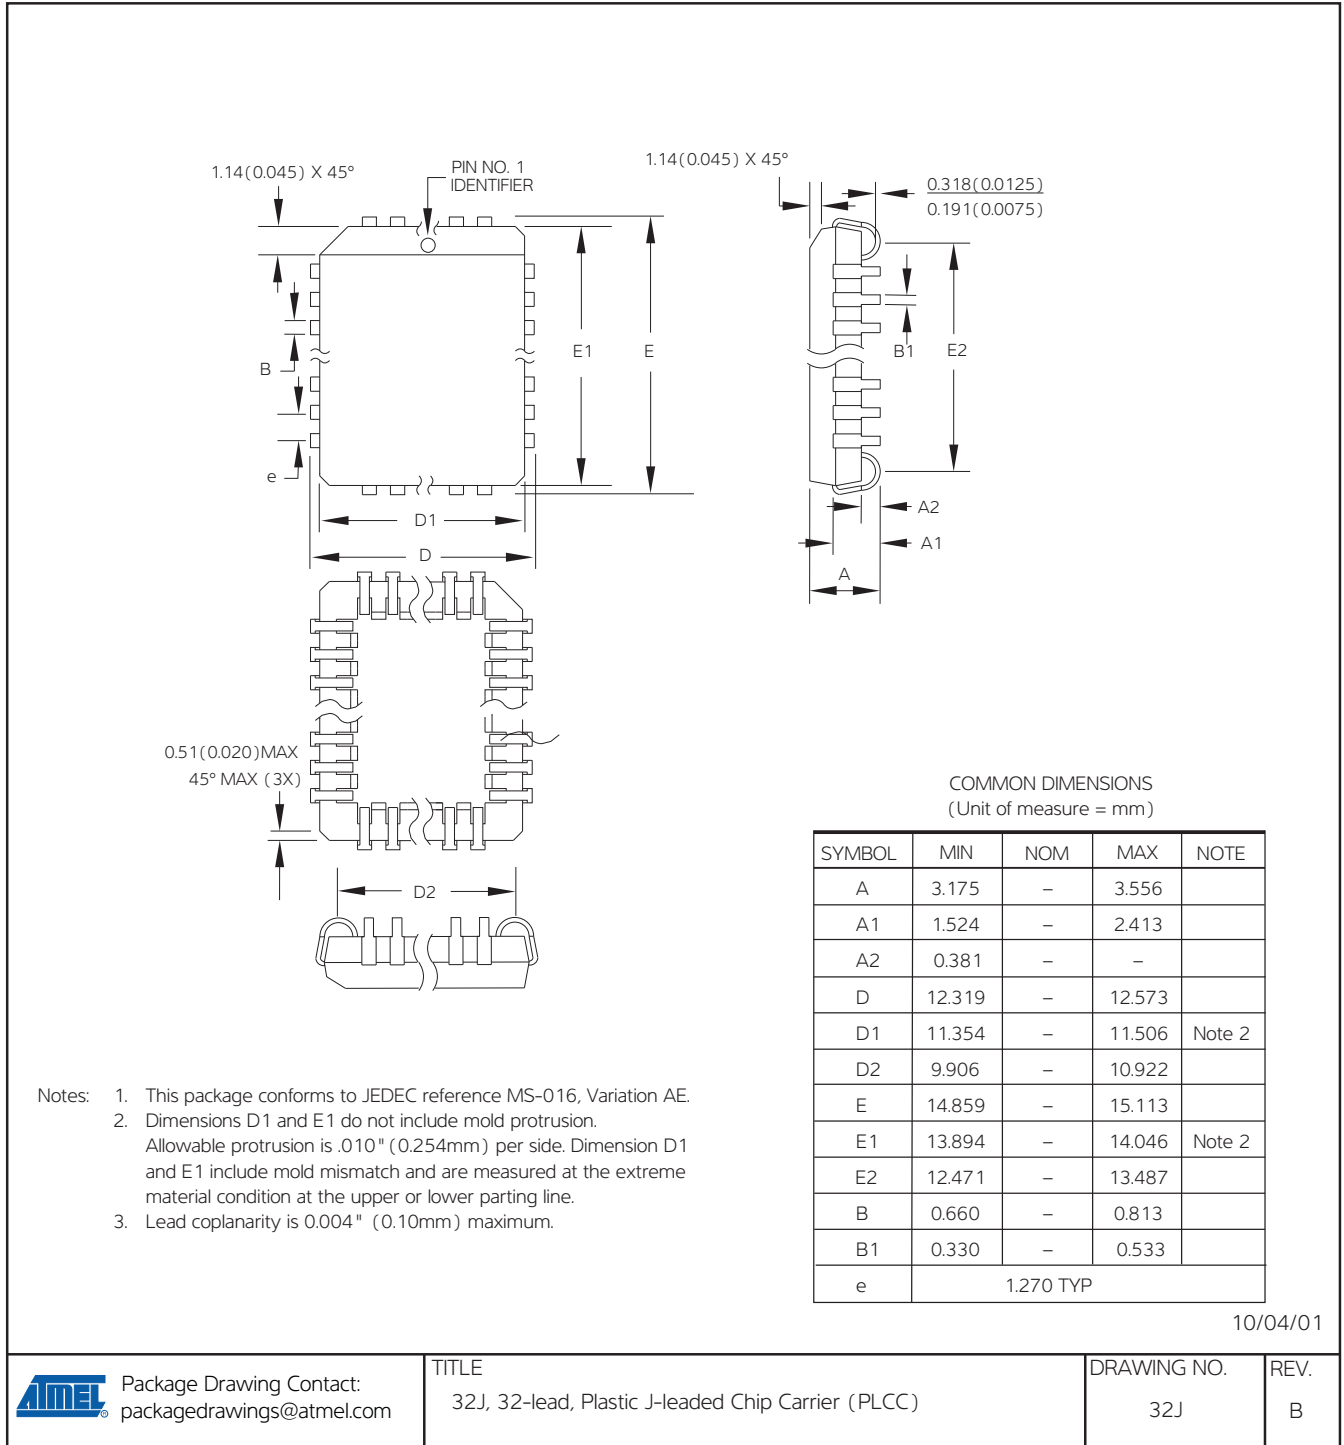 1.14(0.045) X 45°
PIN NO. 1
IDENTIFIER
1.14(0.045) X 45°
0.318(0.0125)
0.191(0.0075)
B
e
E1
E
B1
E2
D1
D
A2
A1
A
0.51(0.020)MAX
45° MAX (3X)
D2
COMMON DIMENSIONS
(Unit of measure = mm)
SYMBOL MIN NOM MAX NOTE
A 3.175 – 3.556
A1 1.524 – 2.413
A2 0.381 – –
D 12.319 – 12.573
D1 11.354 – 11.506 Note 2
D2 9.906 – 10.922
E 14.859 – 15.113
E1 13.894 – 14.046 Note 2
E2 12.471 – 13.487
B 0.660 – 0.813
B1 0.330 – 0.533
e 1.270 TYP
Notes: 1. This package conforms to JEDEC reference MS-016, Variation AE.
2. Dimensions D1 and E1 do not include mold protrusion.
Allowable protrusion is .010"(0.254mm) per side. Dimension D1
and E1 include mold mismatch and are measured at the extreme
material condition at the upper or lower parting line.
3. Lead coplanarity is 0.004" (0.10mm) maximum.
10/04/01
ATMEL ®
Package Drawing Contact:
packagedrawings@atmel.com
TITLE
32J, 32-lead, Plastic J-leaded Chip Carrier (PLCC)
DRAWING NO.
32J
REV.
B